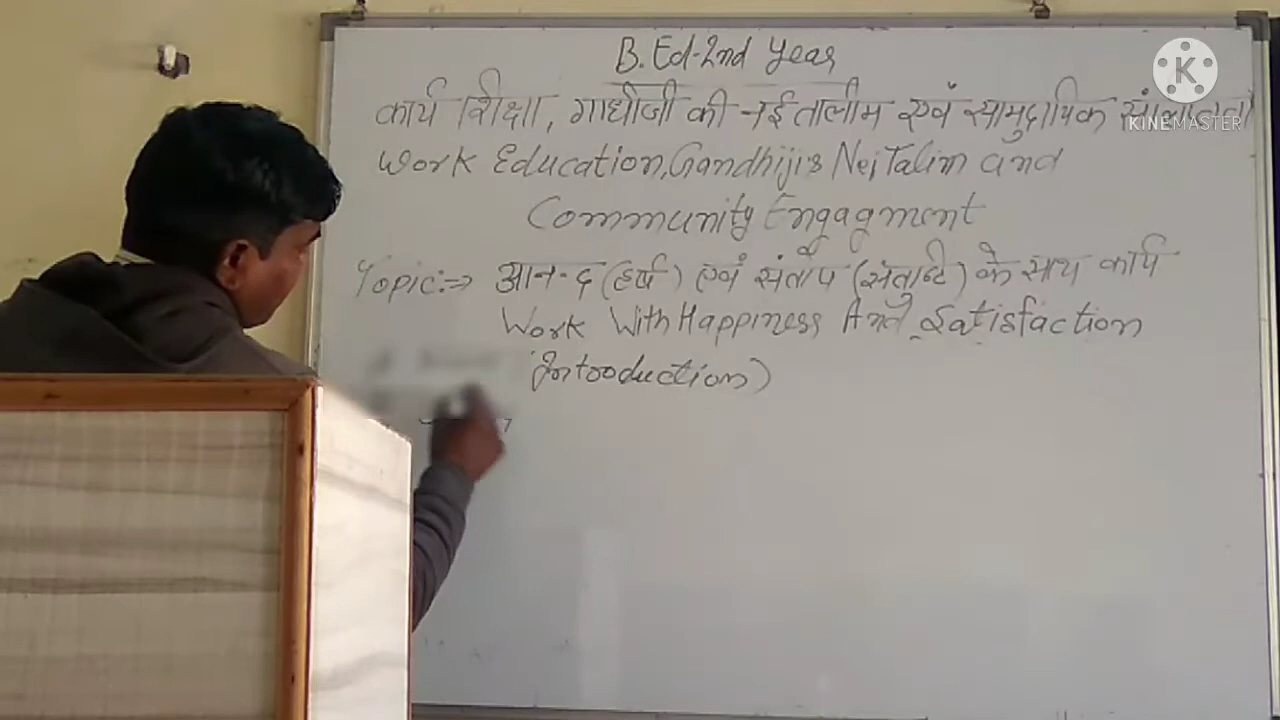 B.Ed-2nd Year
कार्य शिक्षा, गाधीजी की नई तालीम एवं सामुदायिक
KINEMASTER
Work Education, Gandhiji's Nei Talim and
Community Engagment
Topic:⇒ आनन्द (हर्ष) एवं संतोष (संतुष्टि) के साथ कार्य
Work With Happiness And Satisfaction
(Introoduction)